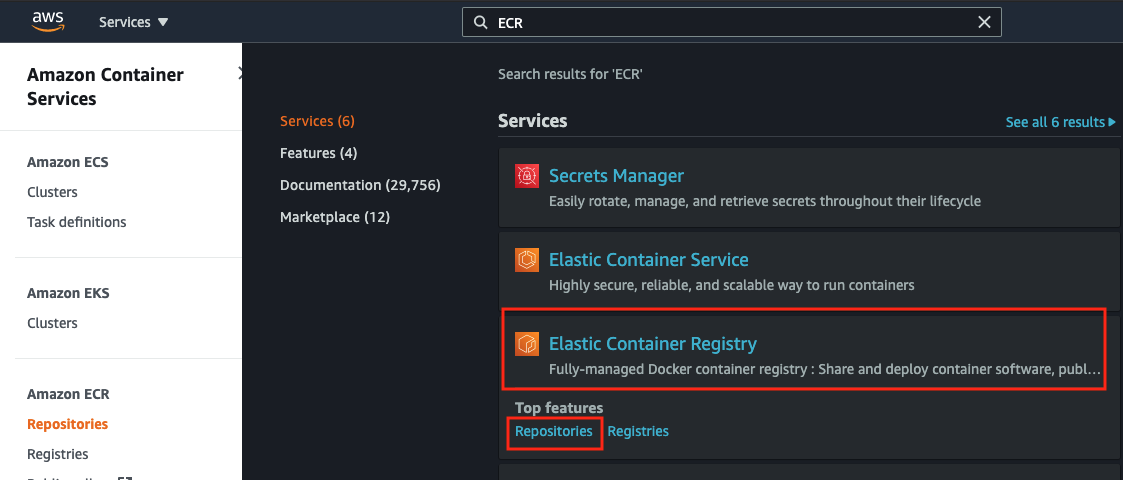 aws
Services
ECR
Amazon Container
Services
Amazon ECS
Clusters
Task definitions
Amazon EKS
Clusters
Amazon ECR
Repositories
Registries
Search results for 'ECR'
Services (6)
Features (4)
Documentation (29,756)
Marketplace (12)
Services
See all 6 results
Secrets Manager
Easily rotate, manage, and retrieve secrets throughout their lifecycle
Elastic Container Service
Highly secure, reliable, and scalable way to run containers
Elastic Container Registry
Fully-managed Docker container registry : Share and deploy container software, publ...
Top features
Repositories Registries